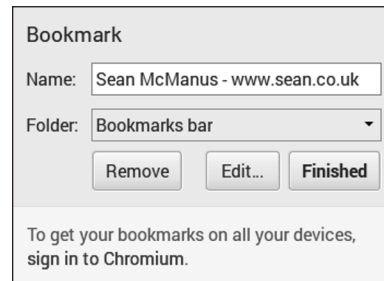 Bookmark
Name: Sean McManus - www.sean.co.uk
Folder: Bookmarks bar
Remove Edit... Finished
To get your bookmarks on all your devices,
sign in to Chromium.